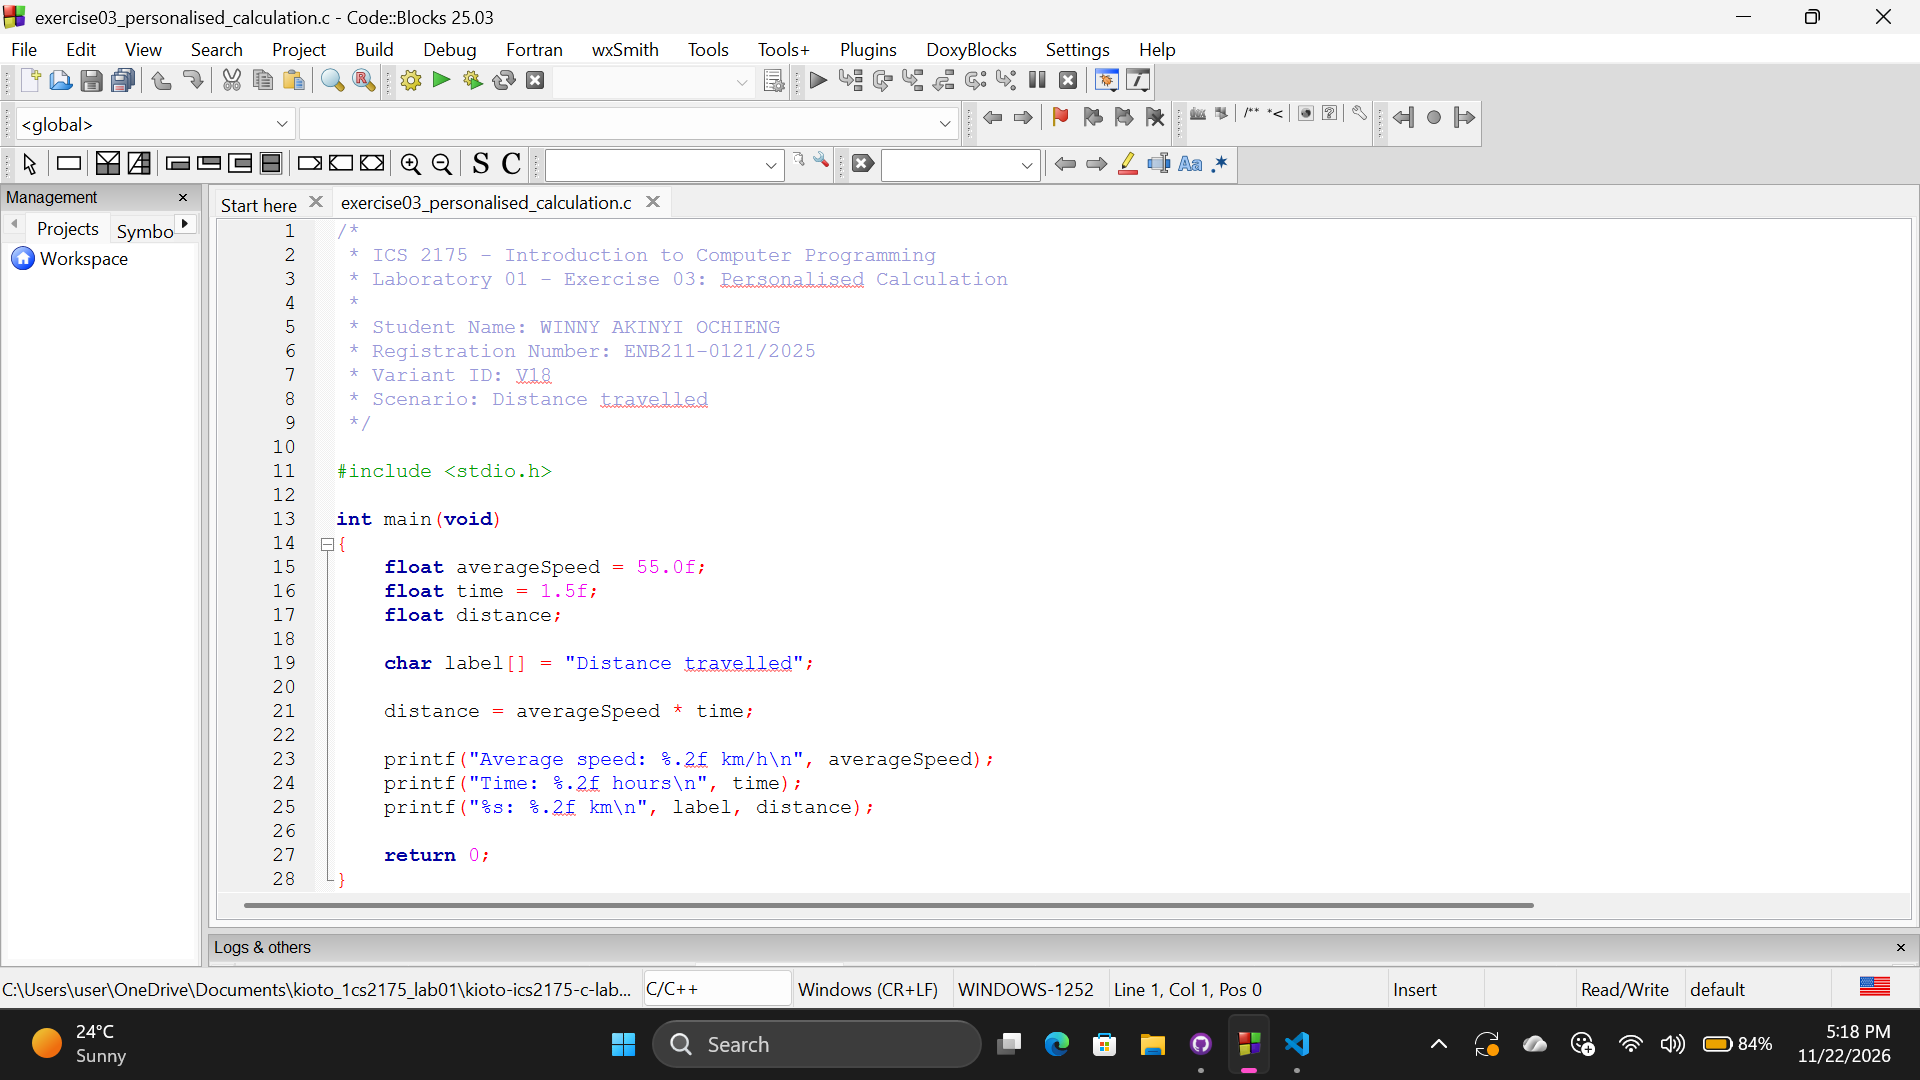 exercise03_personalised_calculation.c - Code::Blocks 25.03
File Edit View Search Project Build Debug Fortran wxSmith Tools Tools+ Plugins DoxyBlocks Settings Help
<global>
/** *<
S C
Aa .*
Management
Projects Symbo
Workspace
Start here exercise03_personalised_calculation.c
1 /*
2 * ICS 2175 - Introduction to Computer Programming
3 * Laboratory 01 - Exercise 03: Personalised Calculation
4 *
5 * Student Name: WINNY AKINYI OCHIENG
6 * Registration Number: ENB211-0121/2025
7 * Variant ID: V18
8 * Scenario: Distance travelled
9 */
10
11 #include <stdio.h>
12
13 int main(void)
14 {
15 float averageSpeed = 55.0f;
16 float time = 1.5f;
17 float distance;
18
19 char label[] = "Distance travelled";
20
21 distance = averageSpeed * time;
22
23 printf("Average speed: %.2f km/h\n", averageSpeed);
24 printf("Time: %.2f hours\n", time);
25 printf("%s: %.2f km\n", label, distance);
26
27 return 0;
28 }
Logs & others
C:\Users\user\OneDrive\Documents\kioto_1cs2175_lab01\kioto-ics2175-c-lab... C/C++ Windows (CR+LF) WINDOWS-1252 Line 1, Col 1, Pos 0 Insert Read/Write default
24°C
Sunny
Search
84%
5:18 PM
11/22/2026